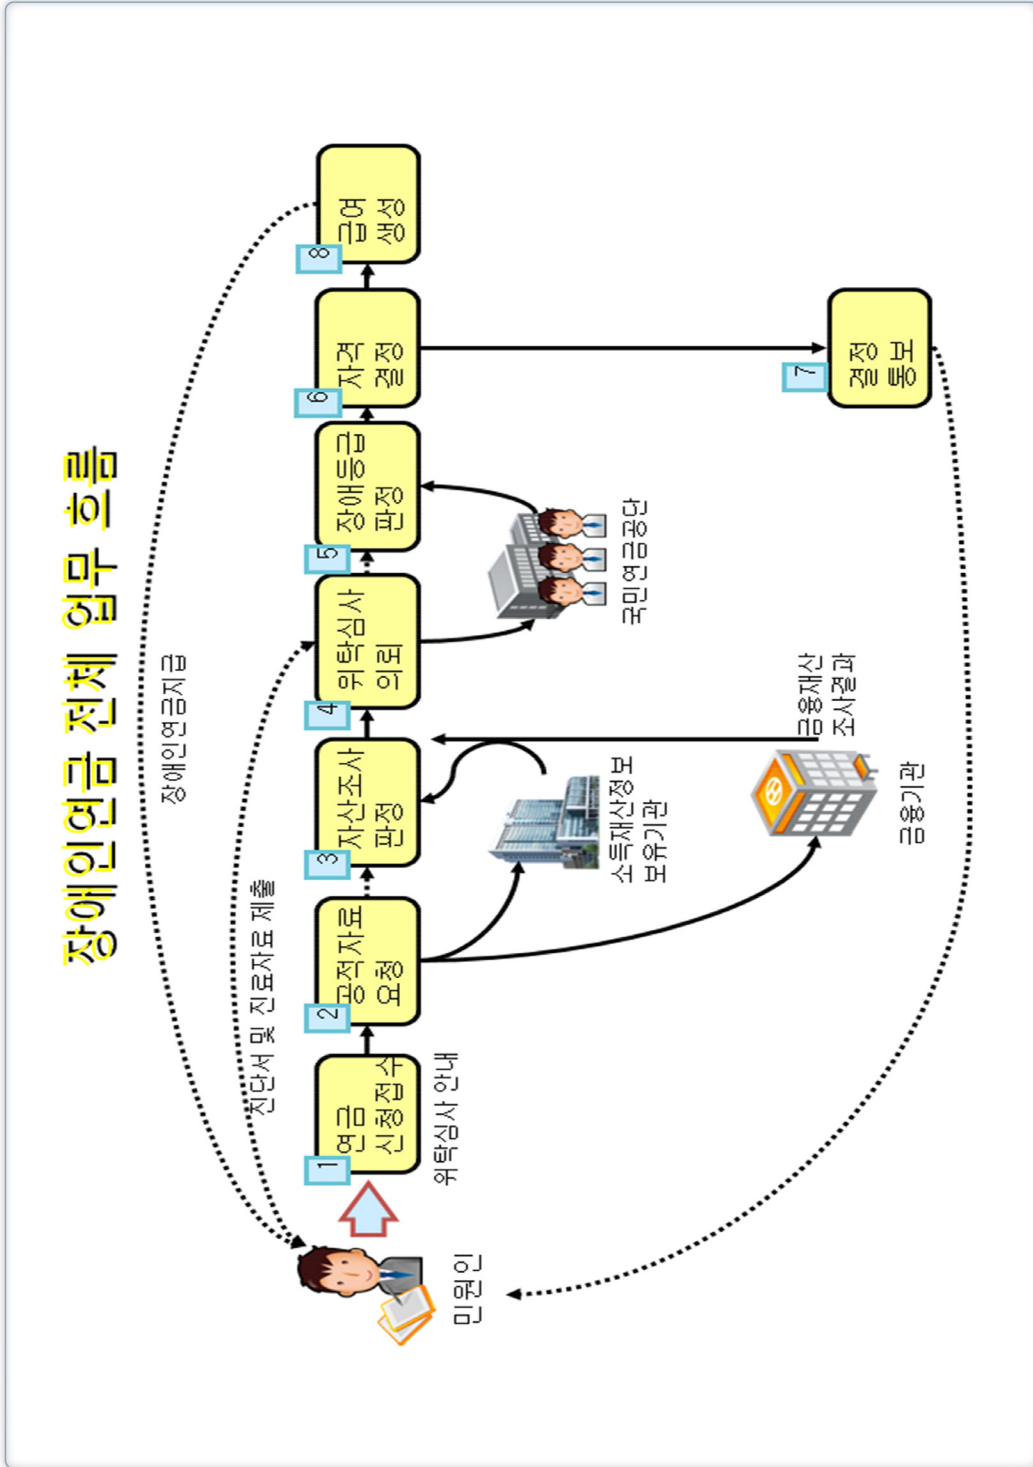 장애인연금 전체 업무 흐름
장애인연금지급
진단서 및 진료자료 제출
1
연금
신청접수
위탁심사 안내
민원인
2
공적자료
요청
3
자산조사
판정
4
위탁심사
의뢰
5
장애등급
판정
6
자격
결정
8
급여
생성
국민연금공단
소득재산정보
보유기관
금융재산
조사결과
금융기관
7
결정
통보